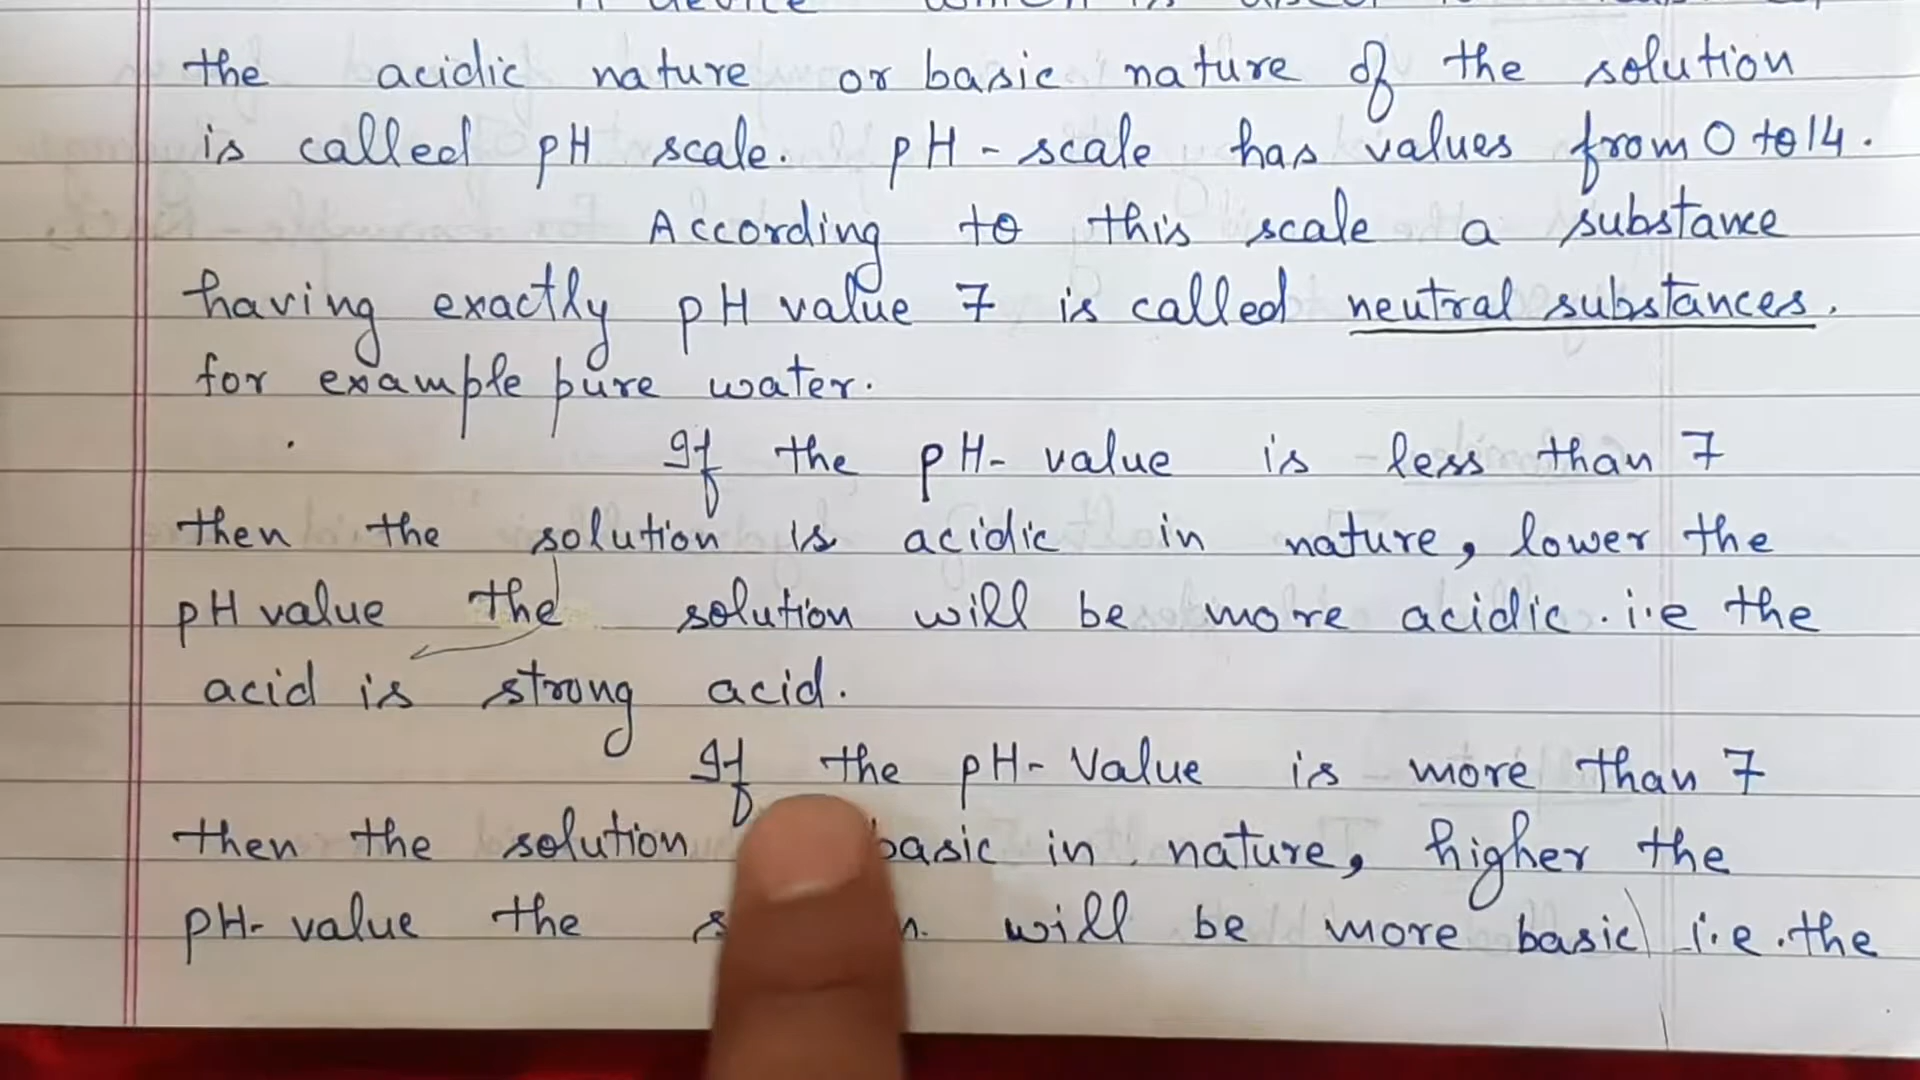 the acidic nature or basic nature of the solution
is called pH scale. pH - scale has values from 0 to 14.
According to this scale a substance
having exactly pH value 7 is called neutral substances.
for example pure water.
If the pH- value is less than 7
then the solution is acidic in nature, lower the
pH value the solution will be more acidic. i.e the
acid is strong acid.
If the pH- Value is more than 7
then the solution basic in nature, higher the
pH- value the will be more basic i.e. the